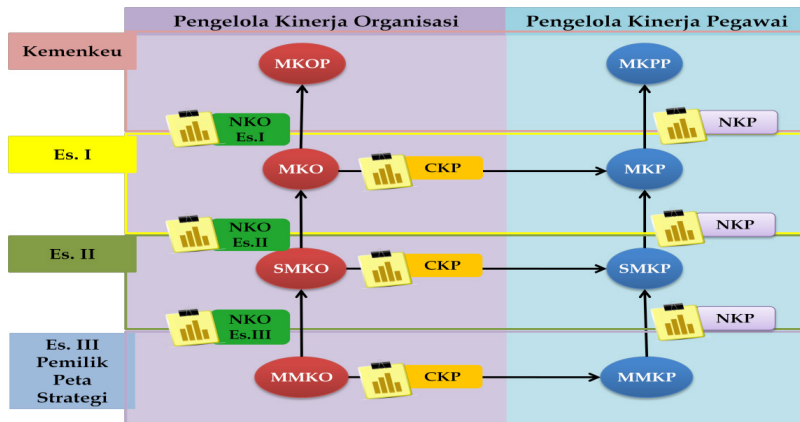 Pengelola Kinerja Organisasi
Pengelola Kinerja Pegawai
Kemenkeu
MKOP
MKPP
NKO
Es.I
NKP
Es. I
MKO
CKP
MKP
NKO
Es.II
NKP
Es. II
SMKO
CKP
SMKP
NKO
Es.III
NKP
Es. III
Pemilik
Peta
Strategi
MMKO
CKP
MMKP